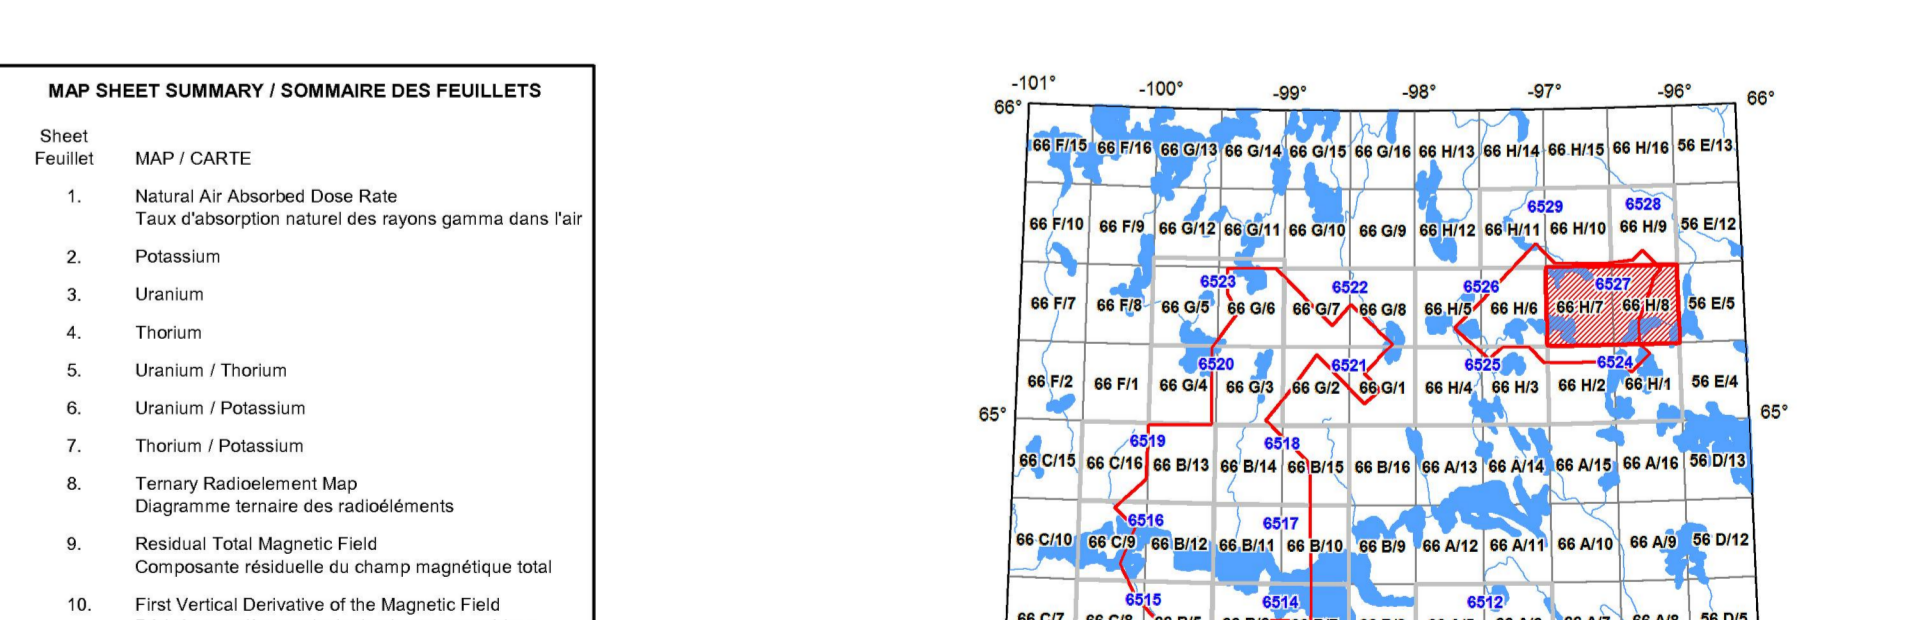 MAP SHEET SUMMARY / SOMMAIRE DES FEUILLETS
Sheet
Feuillet MAP / CARTE
1. Natural Air Absorbed Dose Rate
Taux d'absorption naturel des rayons gamma dans l'air
2. Potassium
3. Uranium
4. Thorium
5. Uranium / Thorium
6. Uranium / Potassium
7. Thorium / Potassium
8. Ternary Radioelement Map
Diagramme ternaire des radioéléments
9. Residual Total Magnetic Field
Composante résiduelle du champ magnétique total
10. First Vertical Derivative of the Magnetic Field
-101° -100° -99° -98° -97° -96°
66° 66°
66 F/15 66 F/16 66 G/13 66 G/14 66 G/15 66 G/16 66 H/13 66 H/14 66 H/15 66 H/16 56 E/13
6529 6528
66 F/10 66 F/9 66 G/12 66 G/11 66 G/10 66 G/9 66 H/12 66 H/11 66 H/10 66 H/9 56 E/12
6523 6522 6526 6527
66 F/7 66 F/8 66 G/5 66 G/6 66 G/7 66 G/8 66 H/5 66 H/6 66 H/7 66 H/8 56 E/5
6520 6521 6525 6524
66 F/2 66 F/1 66 G/4 66 G/3 66 G/2 66 G/1 66 H/4 66 H/3 66 H/2 66 H/1 56 E/4
65° 65°
6519 6518
66 C/15 66 C/16 66 B/13 66 B/14 66 B/15 66 B/16 66 A/13 66 A/14 66 A/15 66 A/16 56 D/13
6516 6517
66 C/10 66 C/9 66 B/12 66 B/11 66 B/10 66 B/9 66 A/12 66 A/11 66 A/10 66 A/9 56 D/12
6515 6514 6512
66 C/7 66 C/8